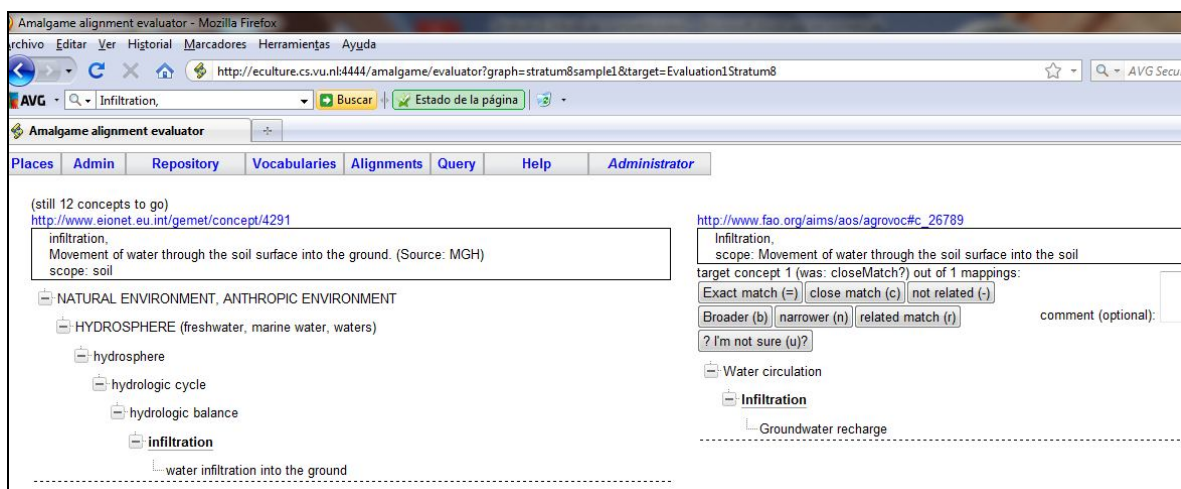 Amalgame alignment evaluator - Mozilla Firefox
rchivo Editar Ver Historial Marcadores Herramientas Ayuda
http://eculture.cs.vu.nl:4444/amalgame/evaluator?graph=stratum8sample1&target=Evaluation1Stratum8
AVG Secu
AVG Infiltration, Buscar Estado de la página
Amalgame alignment evaluator
Places Admin Repository Vocabularies Alignments Query Help Administrator
(still 12 concepts to go)
http://www.eionet.eu.int/gemet/concept/4291
infiltration,
Movement of water through the soil surface into the ground. (Source: MGH)
scope: soil
NATURAL ENVIRONMENT, ANTHROPIC ENVIRONMENT
HYDROSPHERE (freshwater, marine water, waters)
hydrosphere
hydrologic cycle
hydrologic balance
infiltration
water infiltration into the ground
http://www.fao.org/aims/aos/agrovoc#c_26789
Infiltration,
scope: Movement of water through the soil surface into the soil
target concept 1 (was: closeMatch?) out of 1 mappings:
Exact match (=) close match (c) not related (-)
Broader (b) narrower (n) related match (r) comment (optional):
? I'm not sure (u)?
Water circulation
Infiltration
Groundwater recharge